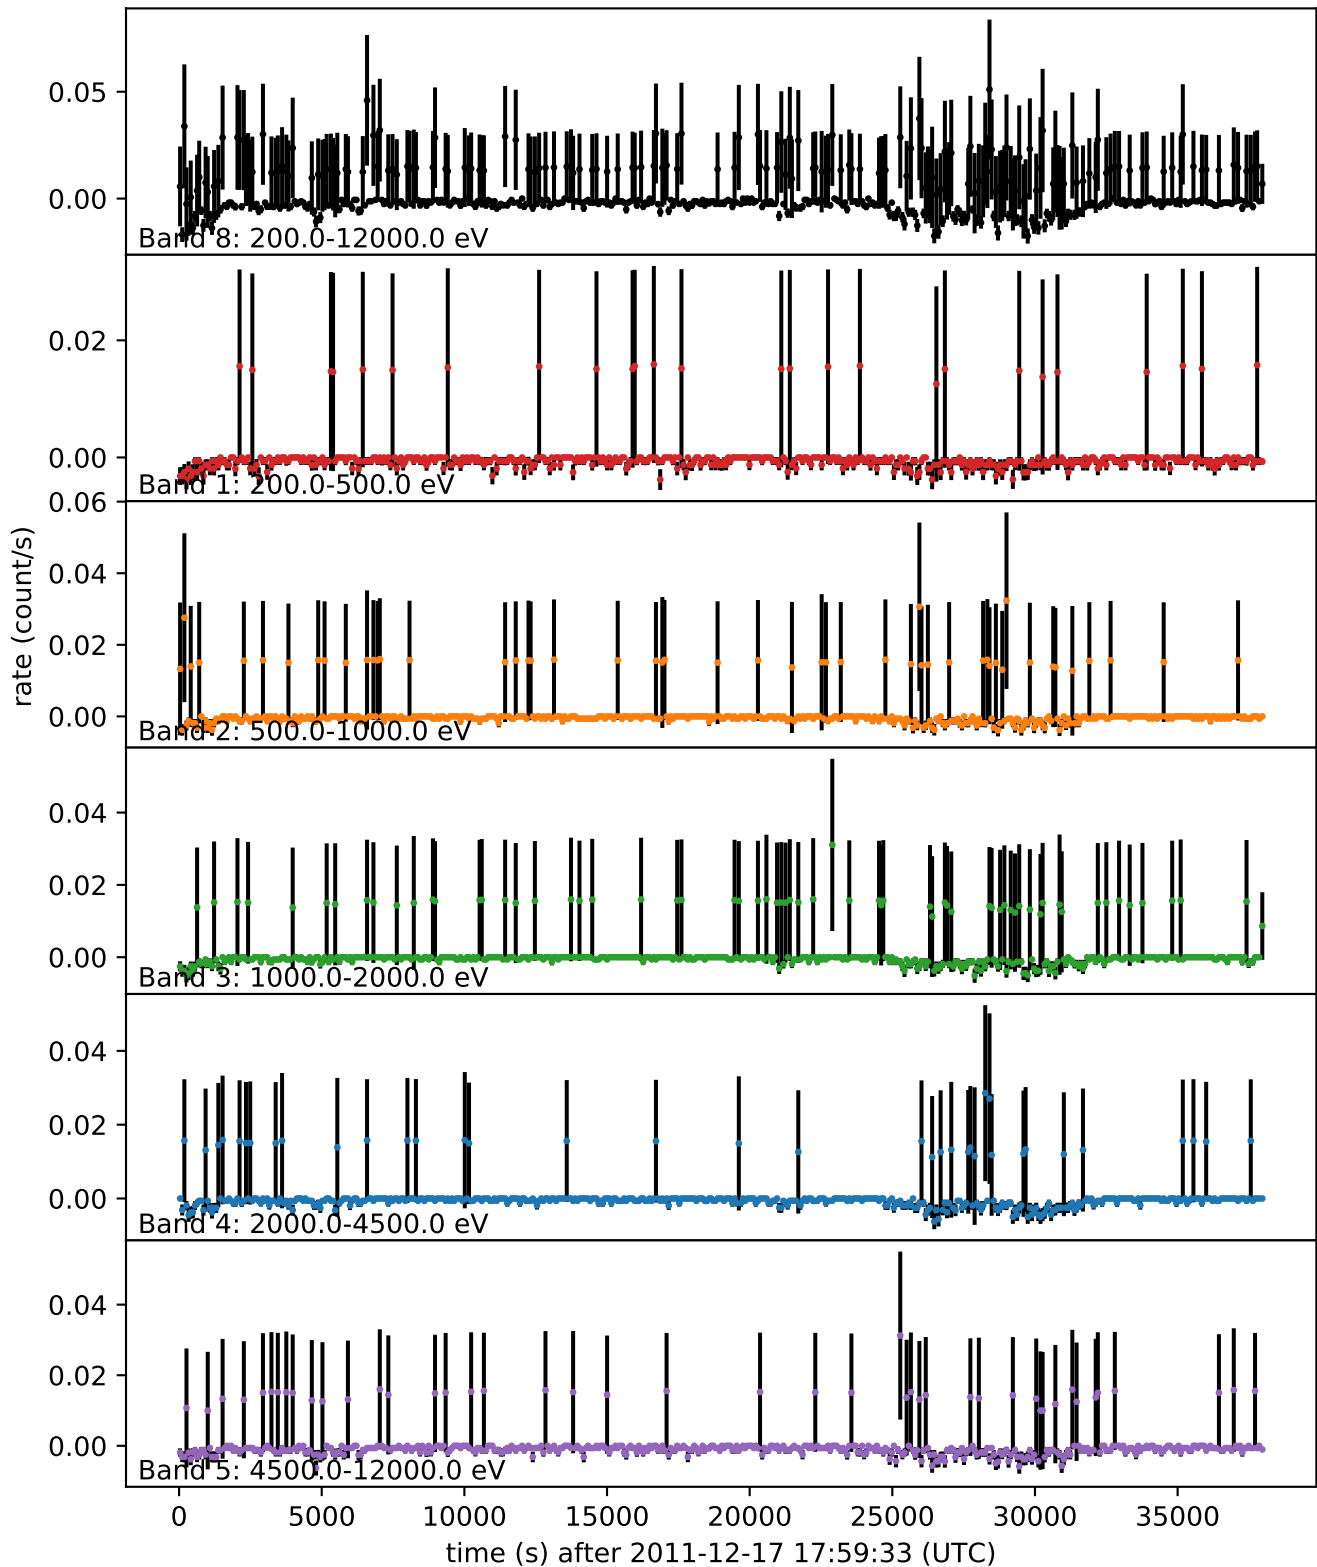 0.05
0.00
Band 8: 200.0-12000.0 eV
0.02
0.00
Band 1: 200.0-500.0 eV
0.06
0.04
0.02
0.00
Band 2: 500.0-1000.0 eV
rate (count/s)
0.04
0.02
0.00
Band 3: 1000.0-2000.0 eV
0.04
0.02
0.00
Band 4: 2000.0-4500.0 eV
0.04
0.02
0.00
Band 5: 4500.0-12000.0 eV
0 5000 10000 15000 20000 25000 30000 35000
time (s) after 2011-12-17 17:59:33 (UTC)